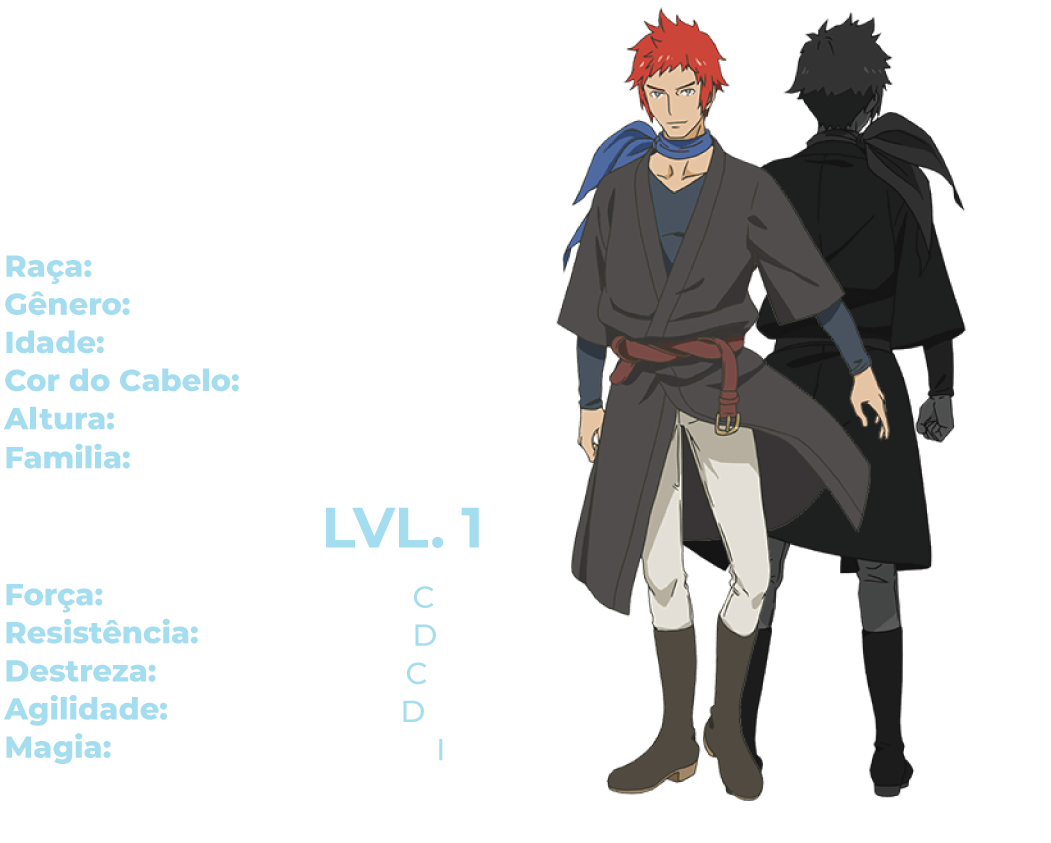 Raça:
Gênero:
Idade:
Cor do Cabelo:
Altura:
Familia:
LVL. 1
Força: C
Resistência: D
Destreza: C
Agilidade: D
Magia: I